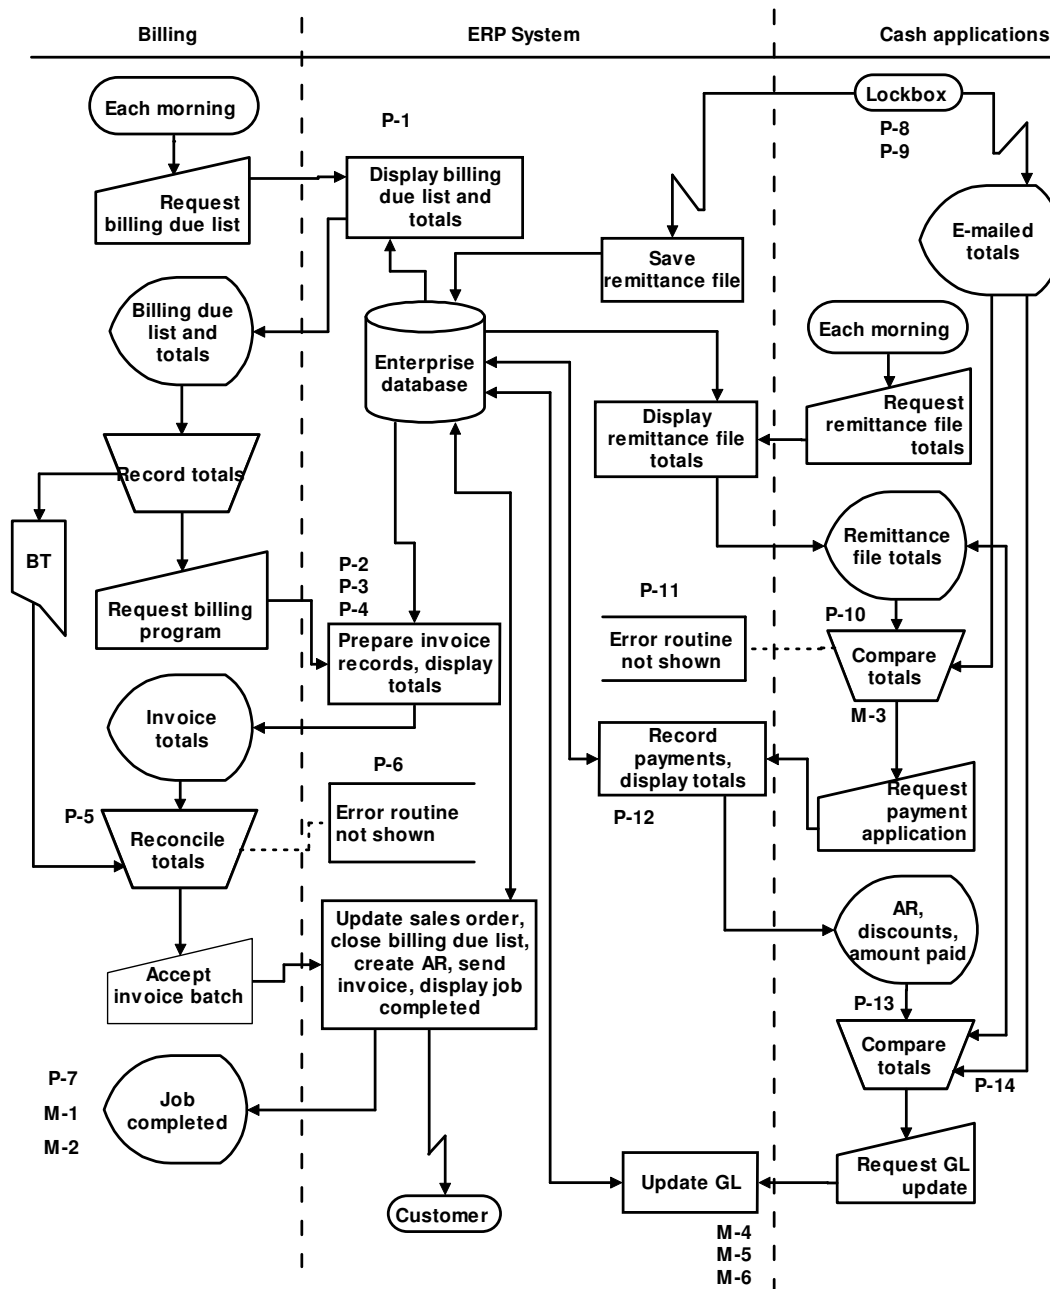 Billing
ERP System
Cash applications
Each morning
P-1
Lockbox
P-8
P-9
Request
billing due list
Display billing
due list and
totals
E-mailed
totals
Save
remittance file
Billing due
list and
totals
Each morning
Enterprise
database
Request
remittance file
totals
Display
remittance file
totals
Record totals
BT
Remittance
file totals
P-2
P-3
P-4
P-11
P-10
Request billing
program
Prepare invoice
records, display
totals
Error routine
not shown
Compare
totals
M-3
Invoice
totals
Record
payments,
display totals
P-6
Request
payment
application
P-5
Reconcile
totals
Error routine
not shown
P-12
AR,
discounts,
amount paid
Update sales order,
close billing due list,
create AR, send
invoice, display job
completed
Accept
invoice batch
P-13
Compare
totals
P-14
P-7
M-1
M-2
Job
completed
Request GL
update
Update GL
Customer
M-4
M-5
M-6